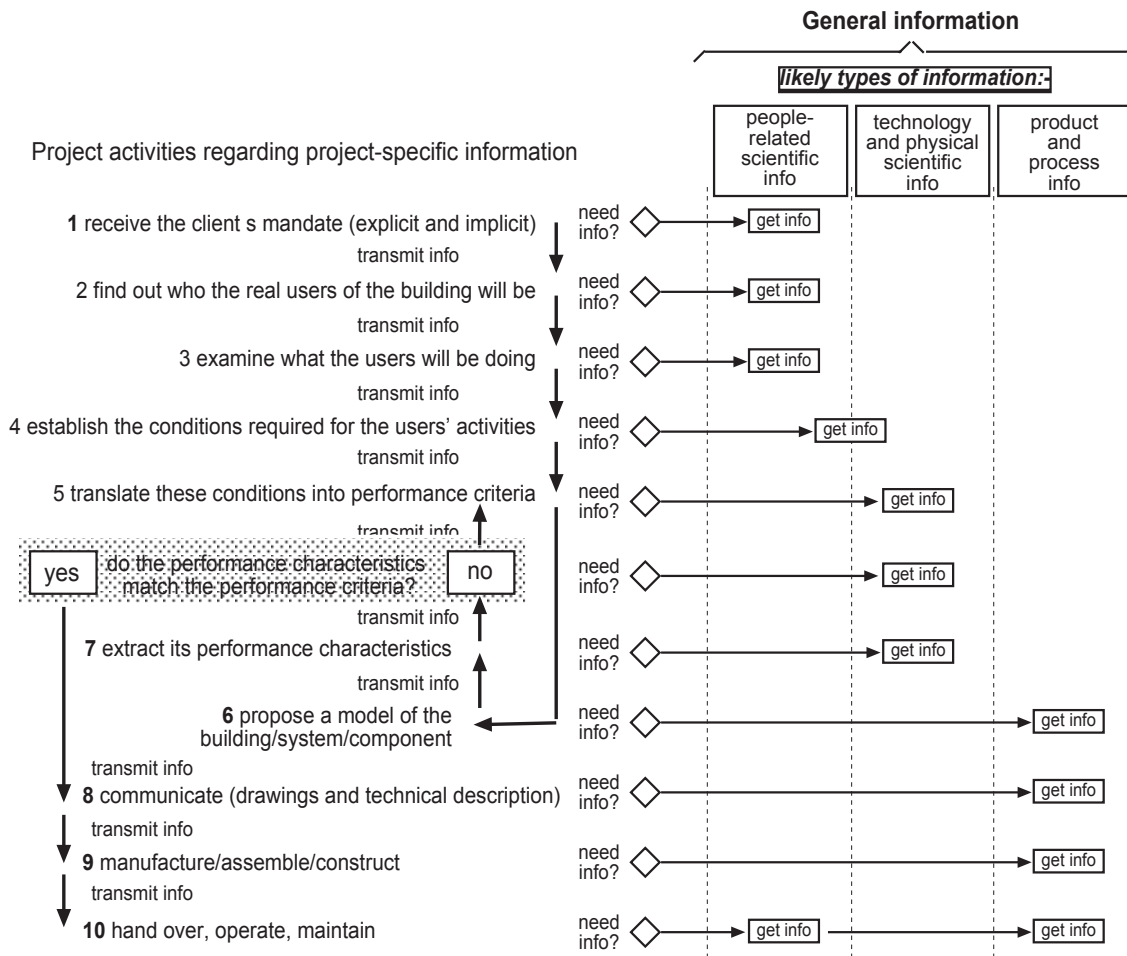 General information
likely types of information:-
people-
related
scientific
info
technology
and physical
scientific
info
product
and
process
info
Project activities regarding project-specific information
1 receive the client s mandate (explicit and implicit)
need
info?
get info
transmit info
2 find out who the real users of the building will be
need
info?
get info
transmit info
3 examine what the users will be doing
need
info?
get info
transmit info
4 establish the conditions required for the users’ activities
need
info?
get info
transmit info
5 translate these conditions into performance criteria
need
info?
get info
transmit info
yes
do the performance characteristics
match the performance criteria?
no
need
info?
get info
transmit info
7 extract its performance characteristics
need
info?
get info
transmit info
6 propose a model of the
building/system/component
need
info?
get info
transmit info
8 communicate (drawings and technical description)
need
info?
get info
transmit info
9 manufacture/assemble/construct
need
info?
get info
transmit info
10 hand over, operate, maintain
need
info?
get info
get info